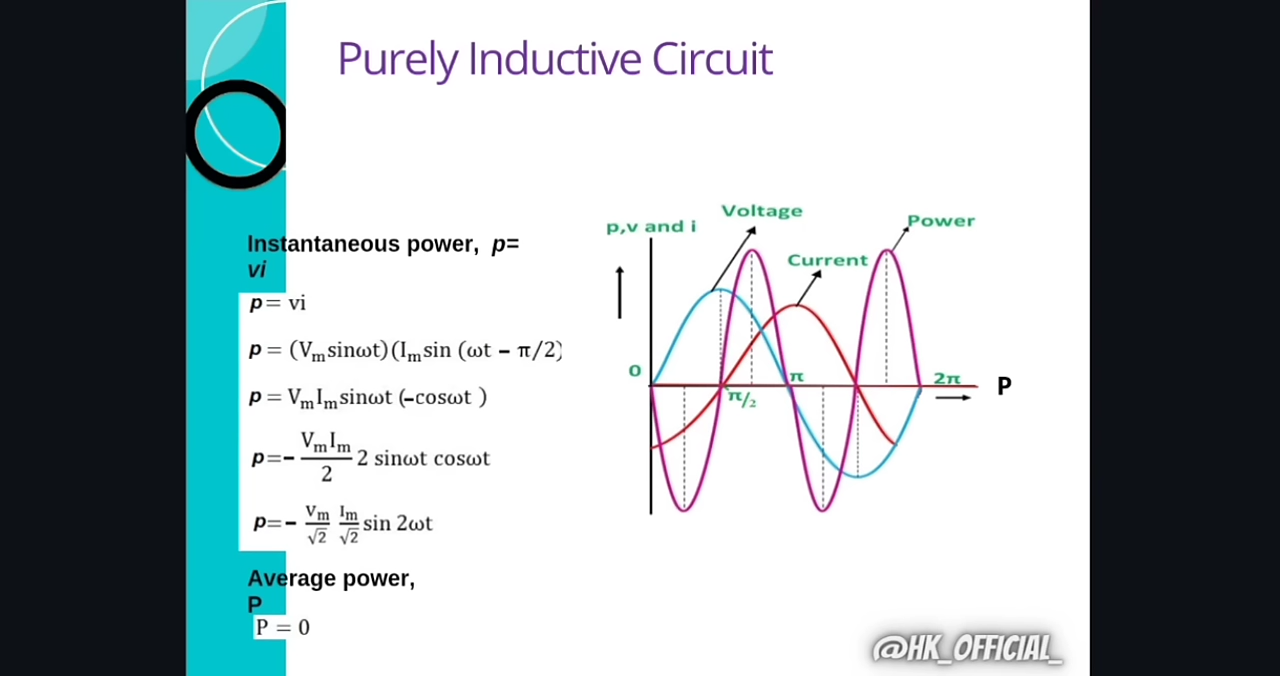 Purely Inductive Circuit
Instantaneous power, p=
vi
p= vi
p = (Vₘsinωt)(Iₘsin (ωt − π/2)
p = VₘIₘsinωt (−cosωt )
p=− VₘIₘ/2 2 sinωt cosωt
p=− Vₘ/√2 Iₘ/√2 sin 2ωt
Average power,
P
P = 0
p,v and i
Voltage
Power
Current
0
π
π/2
2π
P
@HK_OFFICIAL_